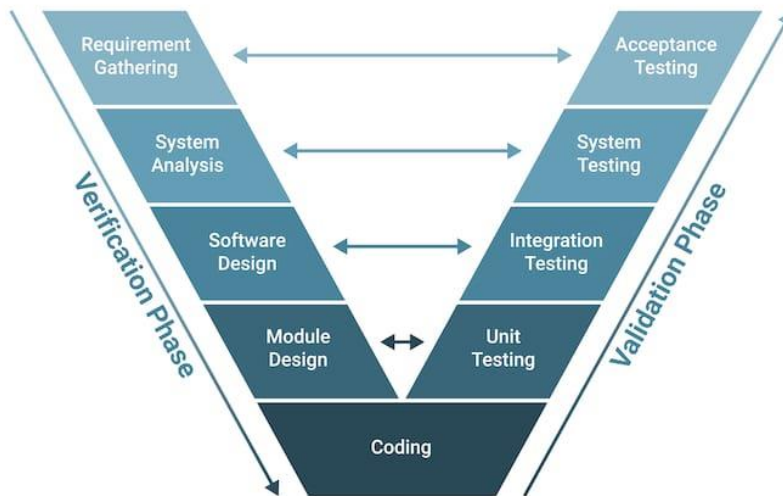 Requirement
Gathering
Acceptance
Testing
System
Analysis
System
Testing
Verification Phase
Validation Phase
Software
Design
Integration
Testing
Module
Design
Unit
Testing
Coding